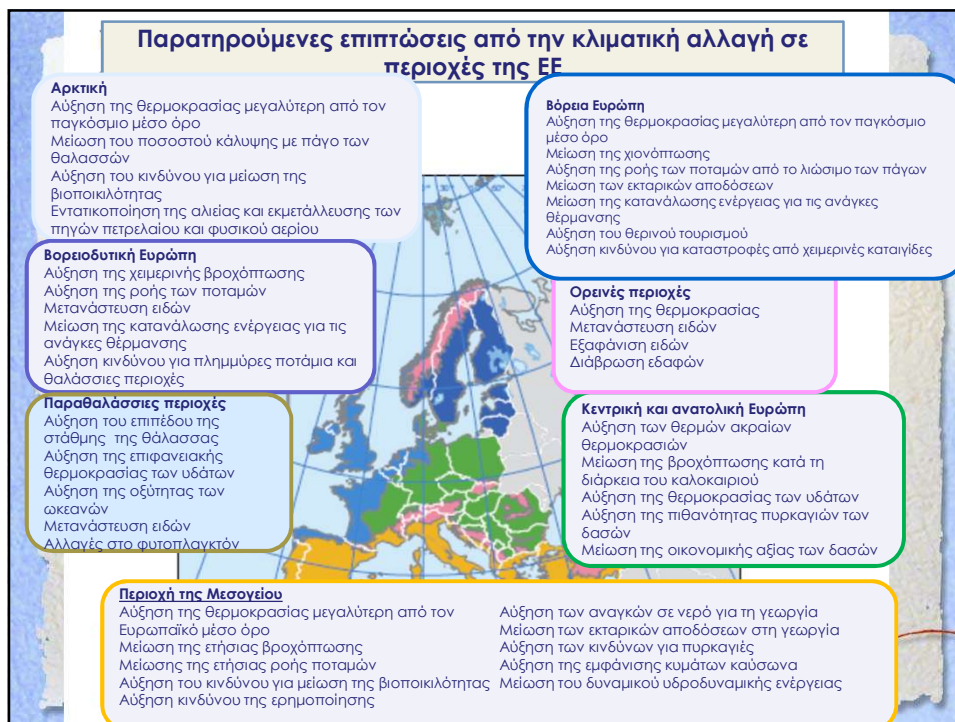 Παρατηρούμενες επιπτώσεις από την κλιματική αλλαγή σε
περιοχές της ΕΕ
Αρκτική
Αύξηση της θερμοκρασίας μεγαλύτερη από τον
παγκόσμιο μέσο όρο
Μείωση του ποσοστού κάλυψης με πάγο των
θαλασσών
Αύξηση του κινδύνου για μείωση της
βιοποικιλότητας
Εντατικοποίηση της αλιείας και εκμετάλλευσης των
πηγών πετρελαίου και φυσικού αερίου
Βόρεια Ευρώπη
Αύξηση της θερμοκρασίας μεγαλύτερη από τον παγκόσμιο
μέσο όρο
Μείωση της χιονόπτωσης
Αύξηση της ροής των ποταμών από το λιώσιμο των πάγων
Μείωση των εκταρικών αποδόσεων
Μείωση της κατανάλωσης ενέργειας για τις ανάγκες
θέρμανσης
Αύξηση του θερινού τουρισμού
Αύξηση κινδύνου για καταστροφές από χειμερινές καταιγίδες
Βορειοδυτική Ευρώπη
Αύξηση της χειμερινής βροχόπτωσης
Αύξηση της ροής των ποταμών
Μετανάστευση ειδών
Μείωση της κατανάλωσης ενέργειας για τις
ανάγκες θέρμανσης
Αύξηση κινδύνου για πλημμύρες ποτάμια και
θαλάσσιες περιοχές
Ορεινές περιοχές
Αύξηση της θερμοκρασίας
Μετανάστευση ειδών
Εξαφάνιση ειδών
Διάβρωση εδαφών
Παραθαλάσσιες περιοχές
Αύξηση του επιπέδου της
στάθμης της θάλασσας
Αύξηση της επιφανειακής
θερμοκρασίας των υδάτων
Αύξηση της οξύτητας των
ωκεανών
Μετανάστευση ειδών
Αλλαγές στο φυτοπλαγκτόν
Κεντρική και ανατολική Ευρώπη
Αύξηση των θερμών ακραίων
θερμοκρασιών
Μείωση της βροχόπτωσης κατά τη
διάρκεια του καλοκαιριού
Αύξηση της θερμοκρασίας των υδάτων
Αύξηση της πιθανότητας πυρκαγιών των
δασών
Μείωση της οικονομικής αξίας των δασών
Περιοχή της Μεσογείου
Αύξηση της θερμοκρασίας μεγαλύτερη από τον
Ευρωπαϊκό μέσο όρο
Μείωση της ετήσιας βροχόπτωσης
Μείωσης της ετήσιας ροής ποταμών
Αύξηση του κινδύνου για μείωση της βιοποικιλότητας
Αύξηση κινδύνου της ερημοποίησης
Αύξηση των αναγκών σε νερό για τη γεωργία
Μείωση των εκταρικών αποδόσεων στη γεωργία
Αύξηση των κινδύνων για πυρκαγιές
Αύξηση της εμφάνισης κυμάτων καύσωνα
Μείωση του δυναμικού υδροδυναμικής ενέργειας